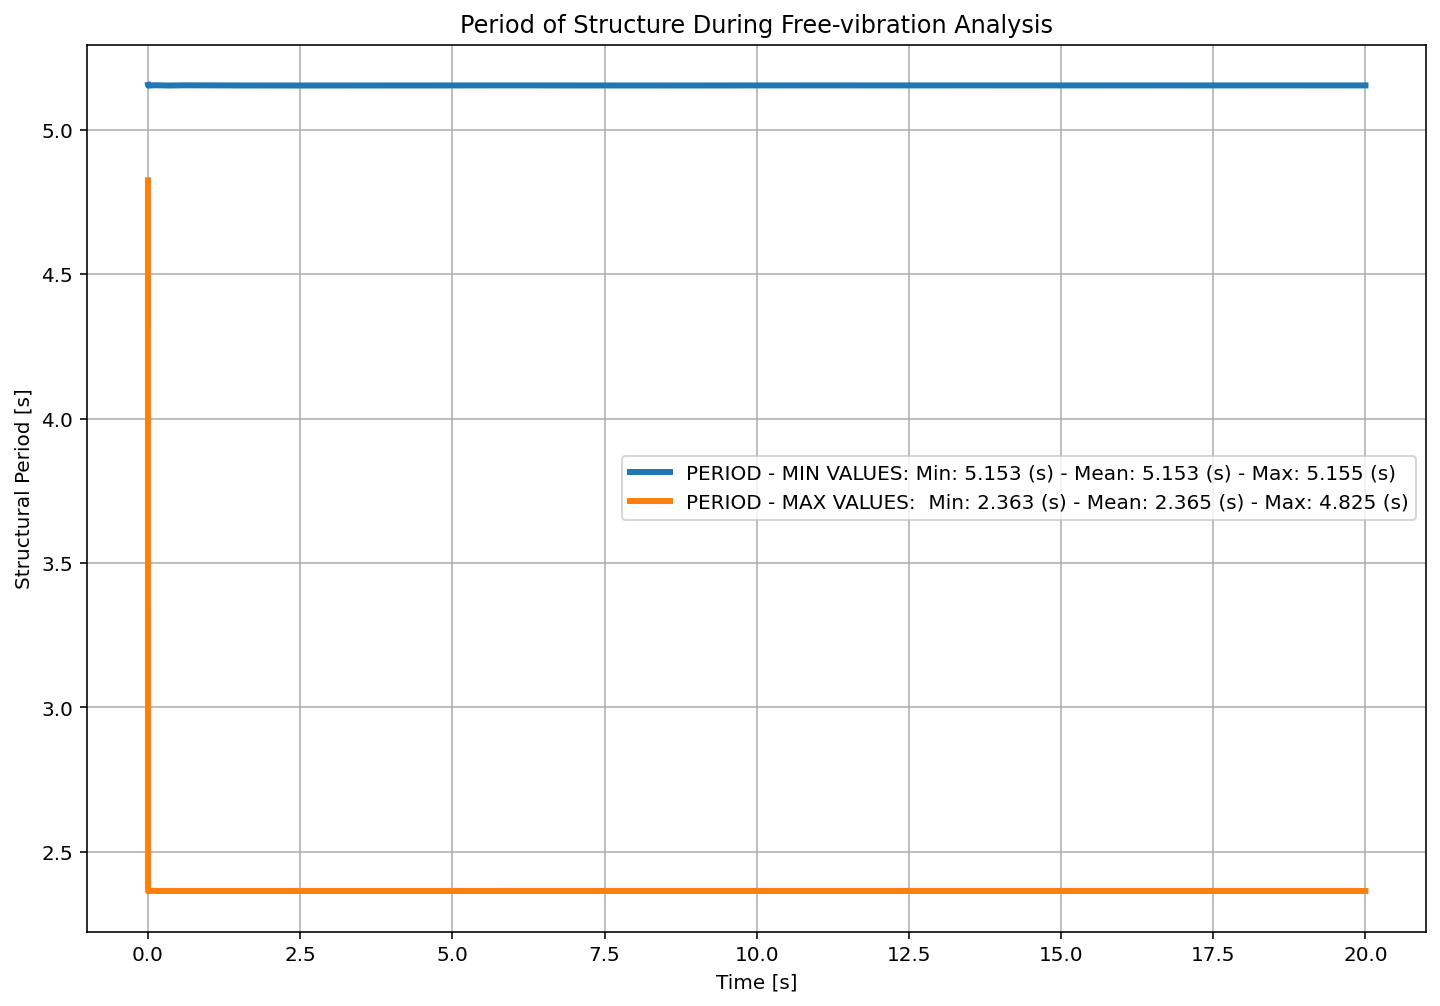 Period of Structure During Free-vibration Analysis
Structural Period [s]
5.0
4.5
4.0
3.5
3.0
2.5
PERIOD - MIN VALUES: Min: 5.153 (s) - Mean: 5.153 (s) - Max: 5.155 (s)
PERIOD - MAX VALUES:  Min: 2.363 (s) - Mean: 2.365 (s) - Max: 4.825 (s)
0.0 2.5 5.0 7.5 10.0 12.5 15.0 17.5 20.0
Time [s]